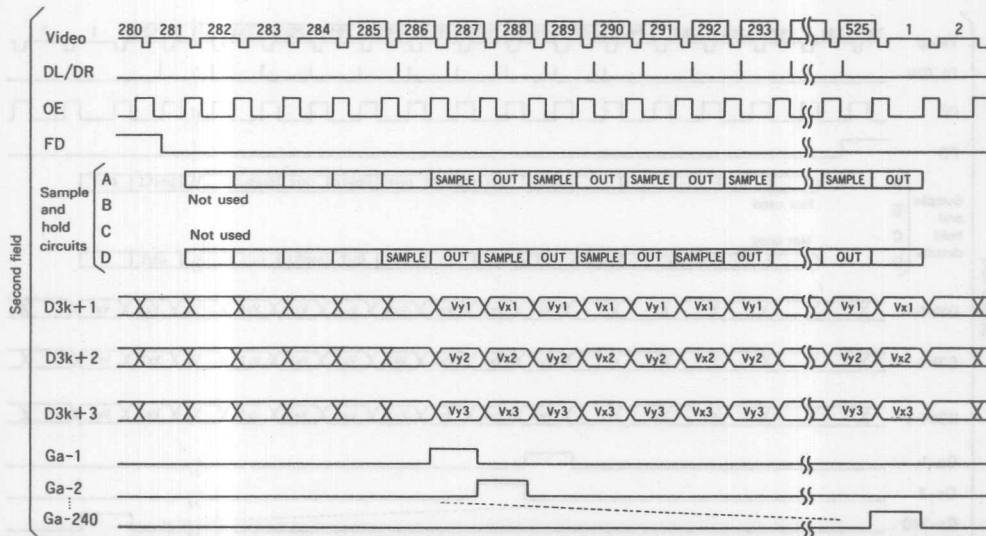 Second field
Video 280 281 282 283 284 285 286 287 288 289 290 291 292 293 525 1 2
DL/DR
OE
FD
Sample and hold circuits
A SAMPLE OUT SAMPLE OUT SAMPLE OUT SAMPLE SAMPLE OUT
B Not used
C Not used
D SAMPLE OUT SAMPLE OUT SAMPLE OUT SAMPLE OUT OUT
D3k+1 Vy1 Vx1 Vy1 Vx1 Vy1 Vx1 Vy1 Vy1 Vx1
D3k+2 Vy2 Vx2 Vy2 Vx2 Vy2 Vx2 Vy2 Vy2 Vx2
D3k+3 Vy3 Vx3 Vy3 Vx3 Vy3 Vx3 Vy3 Vy3 Vx3
Ga-1
Ga-2
Ga-240